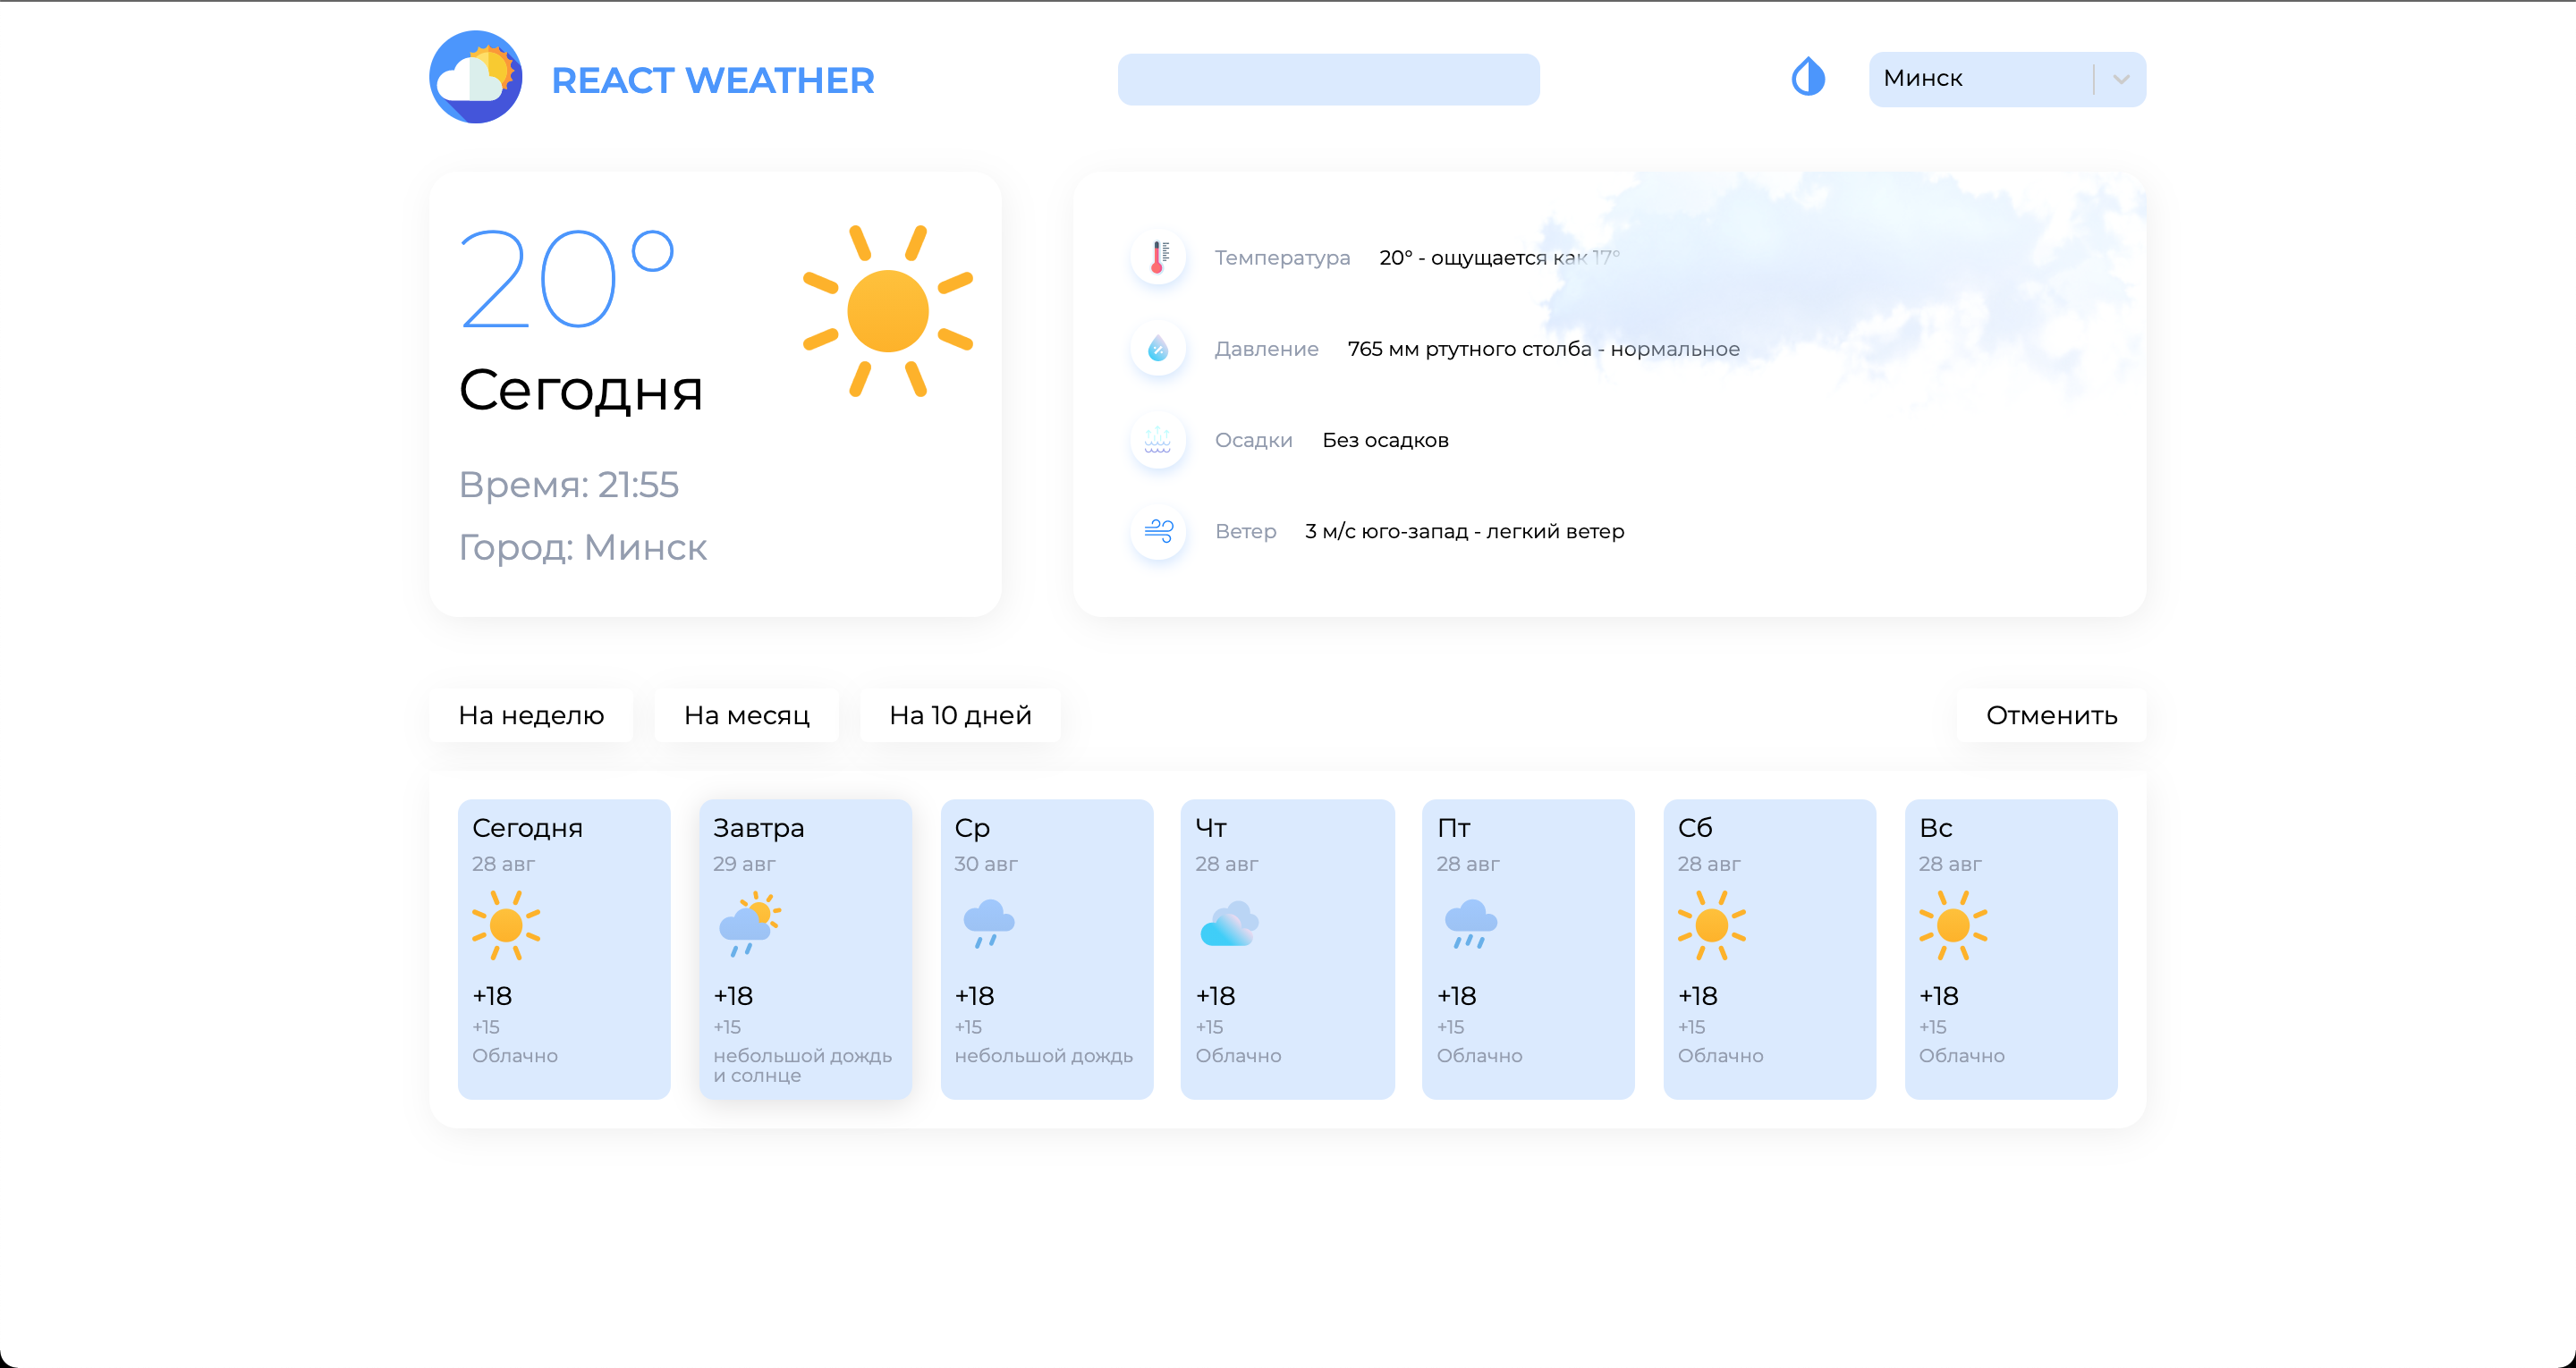 REACT WEATHER
Минск
20°
Сегодня
Время: 21:55
Город: Минск
Температура 20° - ощущается как 17°
Давление 765 мм ртутного столба - нормальное
Осадки Без осадков
Ветер 3 м/с юго-запад - легкий ветер
На неделю
На месяц
На 10 дней
Отменить
Сегодня
28 авг
+18
+15
Облачно
Завтра
29 авг
+18
+15
небольшой дождь
и солнце
Ср
30 авг
+18
+15
небольшой дождь
Чт
28 авг
+18
+15
Облачно
Пт
28 авг
+18
+15
Облачно
Сб
28 авг
+18
+15
Облачно
Вс
28 авг
+18
+15
Облачно